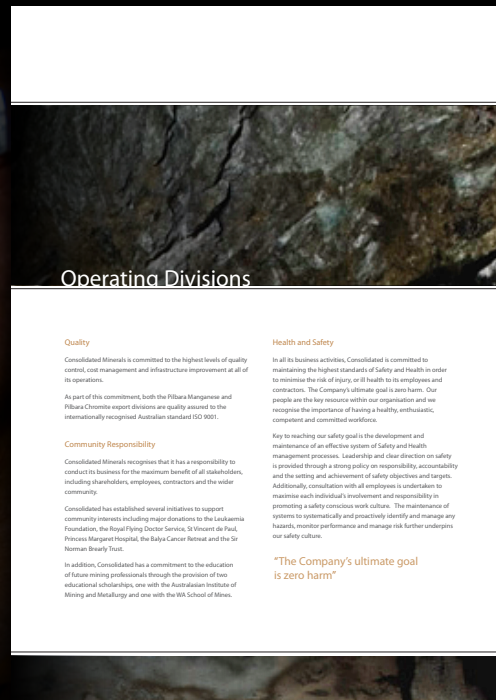 Operating Divisions
Quality
Consolidated Minerals is committed to the highest levels of quality
control, cost management and infrastructure improvement at all of
its operations.
As part of this commitment, both the Pilbara Manganese and
Pilbara Chromite export divisions are quality assured to the
internationally recognised Australian standard ISO 9001.
Community Responsibility
Consolidated Minerals recognises that it has a responsibility to
conduct its business for the maximum benefit of all stakeholders,
including shareholders, employees, contractors and the wider
community.
Consolidated has established several initiatives to support
community interests including major donations to the Leukaemia
Foundation, the Royal Flying Doctor Service, St Vincent de Paul,
Princess Margaret Hospital, the Balya Cancer Retreat and the Sir
Norman Brearly Trust.
In addition, Consolidated has a commitment to the education
of future mining professionals through the provision of two
educational scholarships, one with the Australasian Institute of
Mining and Metallurgy and one with the WA School of Mines.
Health and Safety
In all its business activities, Consolidated is committed to
maintaining the highest standards of Safety and Health in order
to minimise the risk of injury, or ill health to its employees and
contractors. The Company's ultimate goal is zero harm. Our
people are the key resource within our organisation and we
recognise the importance of having a healthy, enthusiastic,
competent and committed workforce.
Key to reaching our safety goal is the development and
maintenance of an effective system of Safety and Health
management processes. Leadership and clear direction on safety
is provided through a strong policy on responsibility, accountability
and the setting and achievement of safety objectives and targets.
Additionally, consultation with all employees is undertaken to
maximise each individual's involvement and responsibility in
promoting a safety conscious work culture. The maintenance of
systems to systematically and proactively identify and manage any
hazards, monitor performance and manage risk further underpins
our safety culture.
"The Company's ultimate goal
is zero harm"